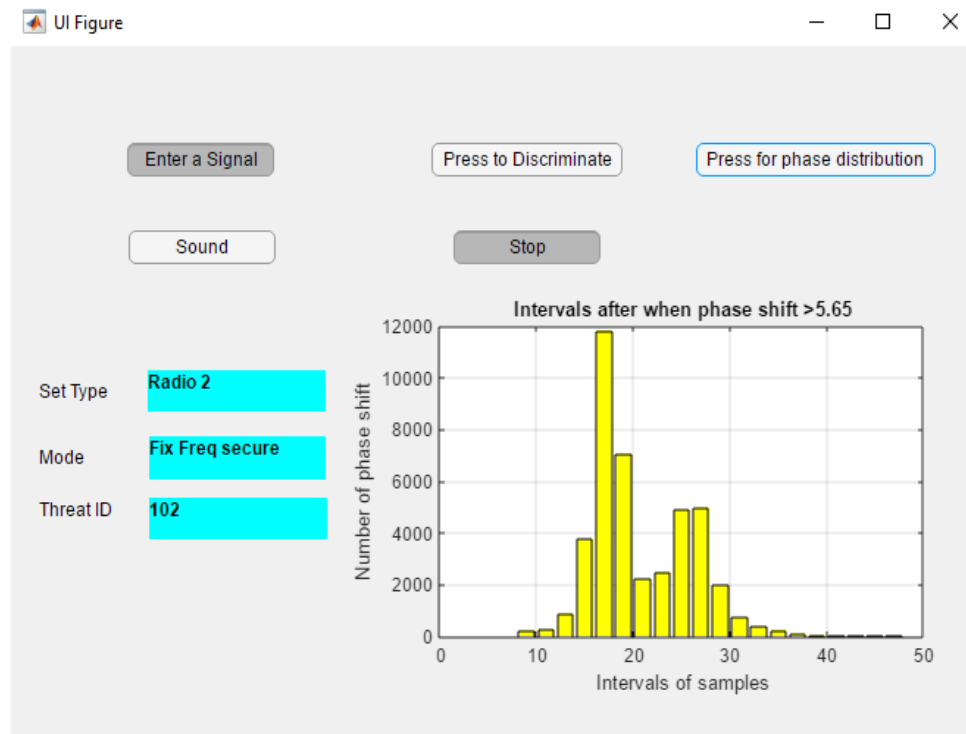 UI Figure
Enter a Signal
Press to Discriminate
Press for phase distribution
Sound
Stop
Set Type
Radio 2
Mode
Fix Freq secure
Threat ID
102
Intervals after when phase shift >5.65
Number of phase shift
12000
10000
8000
6000
4000
2000
0
0 10 20 30 40 50
Intervals of samples